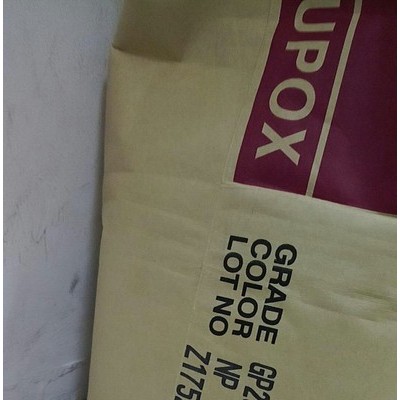 UPOX
GRADE GP2
COLOR NP
LOT NO Z175